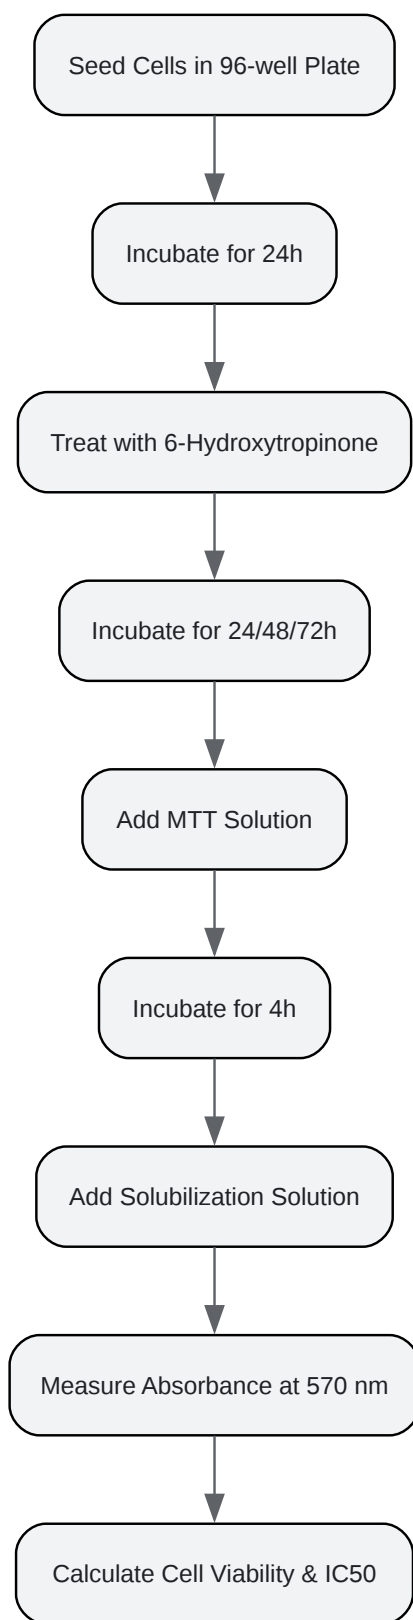 Seed Cells in 96-well Plate
Incubate for 24h
Treat with 6-Hydroxytropinone
Incubate for 24/48/72h
Add MTT Solution
Incubate for 4h
Add Solubilization Solution
Measure Absorbance at 570 nm
Calculate Cell Viability & IC50